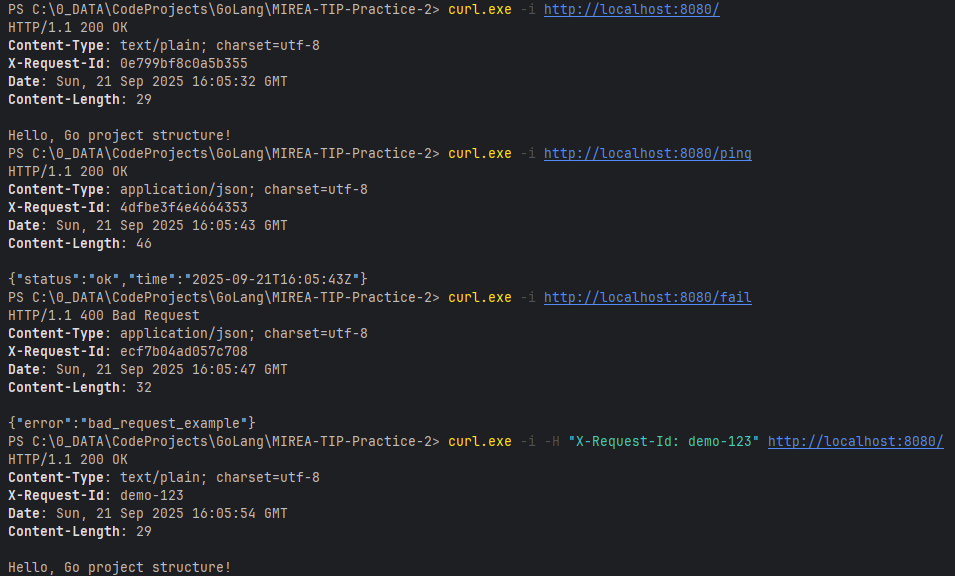 PS C:\0_DATA\CodeProjects\GoLang\MIREA-TIP-Practice-2> curl.exe -i http://localhost:8080/
HTTP/1.1 200 OK
Content-Type: text/plain; charset=utf-8
X-Request-Id: 0e799bf8c0a5b355
Date: Sun, 21 Sep 2025 16:05:32 GMT
Content-Length: 29

Hello, Go project structure!
PS C:\0_DATA\CodeProjects\GoLang\MIREA-TIP-Practice-2> curl.exe -i http://localhost:8080/ping
HTTP/1.1 200 OK
Content-Type: application/json; charset=utf-8
X-Request-Id: 4dfbe3f4e4664353
Date: Sun, 21 Sep 2025 16:05:43 GMT
Content-Length: 46

{"status":"ok","time":"2025-09-21T16:05:43Z"}
PS C:\0_DATA\CodeProjects\GoLang\MIREA-TIP-Practice-2> curl.exe -i http://localhost:8080/fail
HTTP/1.1 400 Bad Request
Content-Type: application/json; charset=utf-8
X-Request-Id: ecf7b04ad057c708
Date: Sun, 21 Sep 2025 16:05:47 GMT
Content-Length: 32

{"error":"bad_request_example"}
PS C:\0_DATA\CodeProjects\GoLang\MIREA-TIP-Practice-2> curl.exe -i -H "X-Request-Id: demo-123" http://localhost:8080/
HTTP/1.1 200 OK
Content-Type: text/plain; charset=utf-8
X-Request-Id: demo-123
Date: Sun, 21 Sep 2025 16:05:54 GMT
Content-Length: 29

Hello, Go project structure!